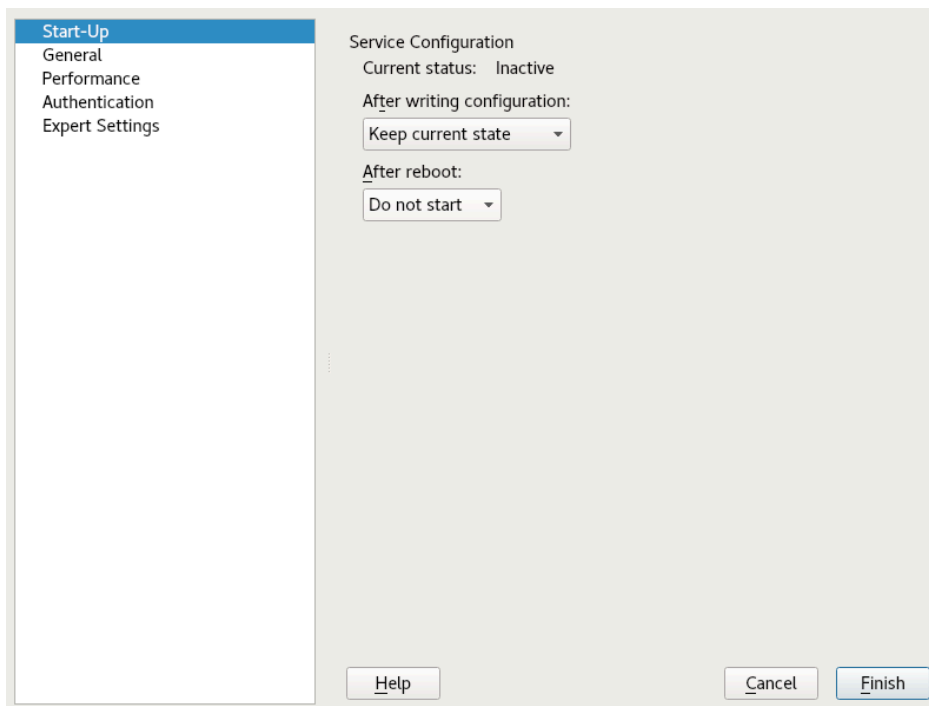 Start-Up
General
Performance
Authentication
Expert Settings
Service Configuration
Current status: Inactive
After writing configuration:
Keep current state
After reboot:
Do not start
Help
Cancel
Finish